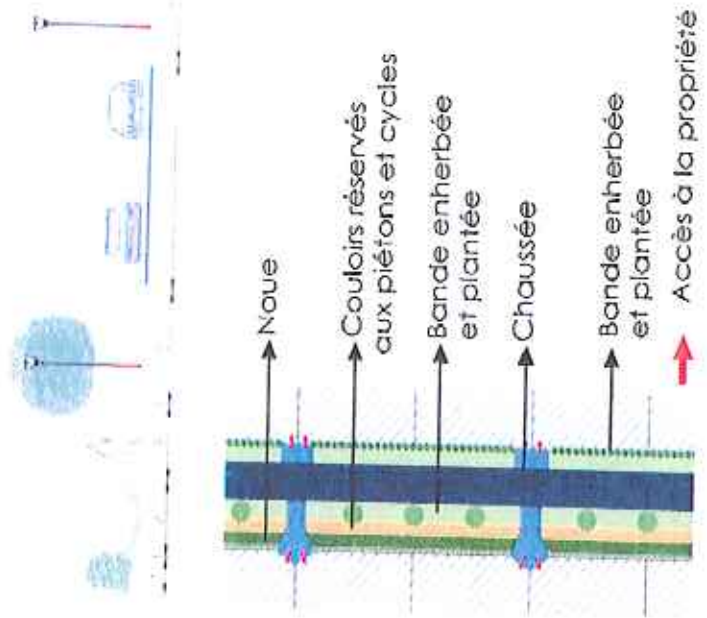 Noue
Couloirs réservés
aux piétons et cycles
Bande enherbée
et plantée
Chaussée
Bande enherbée
et plantée
Accès à la propriété